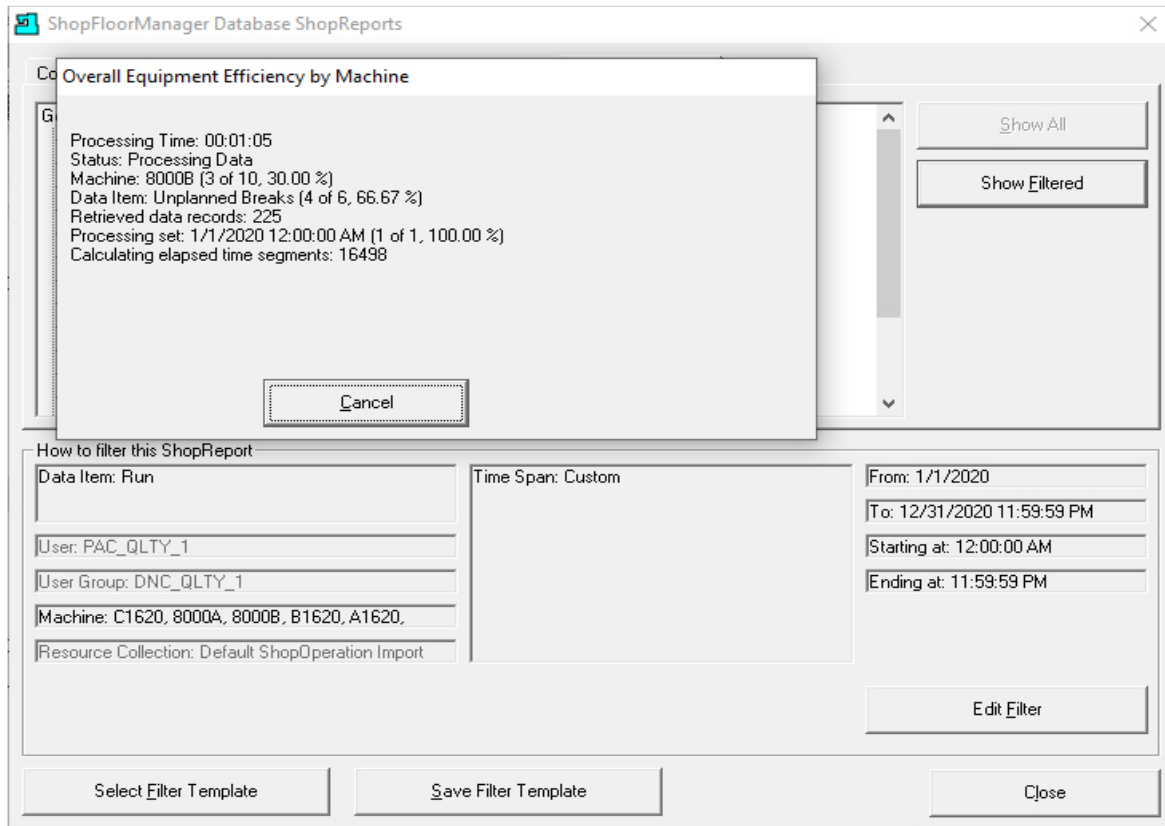 ShopFloorManager Database ShopReports
Co
Overall Equipment Efficiency by Machine
G
Processing Time: 00:01:05
Status: Processing Data
Machine: 8000B (3 of 10, 30.00 %)
Data Item: Unplanned Breaks (4 of 6, 66.67 %)
Retrieved data records: 225
Processing set: 1/1/2020 12:00:00 AM (1 of 1, 100.00 %)
Calculating elapsed time segments: 16498
Cancel
Show All
Show Filtered
How to filter this ShopReport
Data Item: Run
User: PAC_QLTY_1
User Group: DNC_QLTY_1
Machine: C1620, 8000A, 8000B, B1620, A1620,
Resource Collection: Default ShopOperation Import
Time Span: Custom
From: 1/1/2020
To: 12/31/2020 11:59:59 PM
Starting at: 12:00:00 AM
Ending at: 11:59:59 PM
Edit Filter
Select Filter Template
Save Filter Template
Close